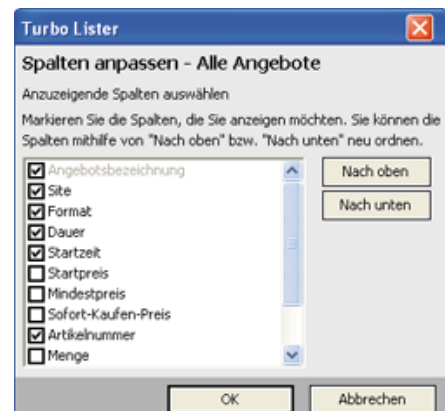 Turbo Lister
Spalten anpassen - Alle Angebote
Anzuzeigende Spalten auswählen
Markieren Sie die Spalten, die Sie anzeigen möchten. Sie können die
Spalten mithilfe von "Nach oben" bzw. "Nach unten" neu ordnen.
Angebotsbezeichnung
Site
Format
Dauer
Startzeit
Startpreis
Mindestpreis
Sofort-Kaufen-Preis
Artikelnummer
Menge
Nach oben
Nach unten
OK
Abbrechen